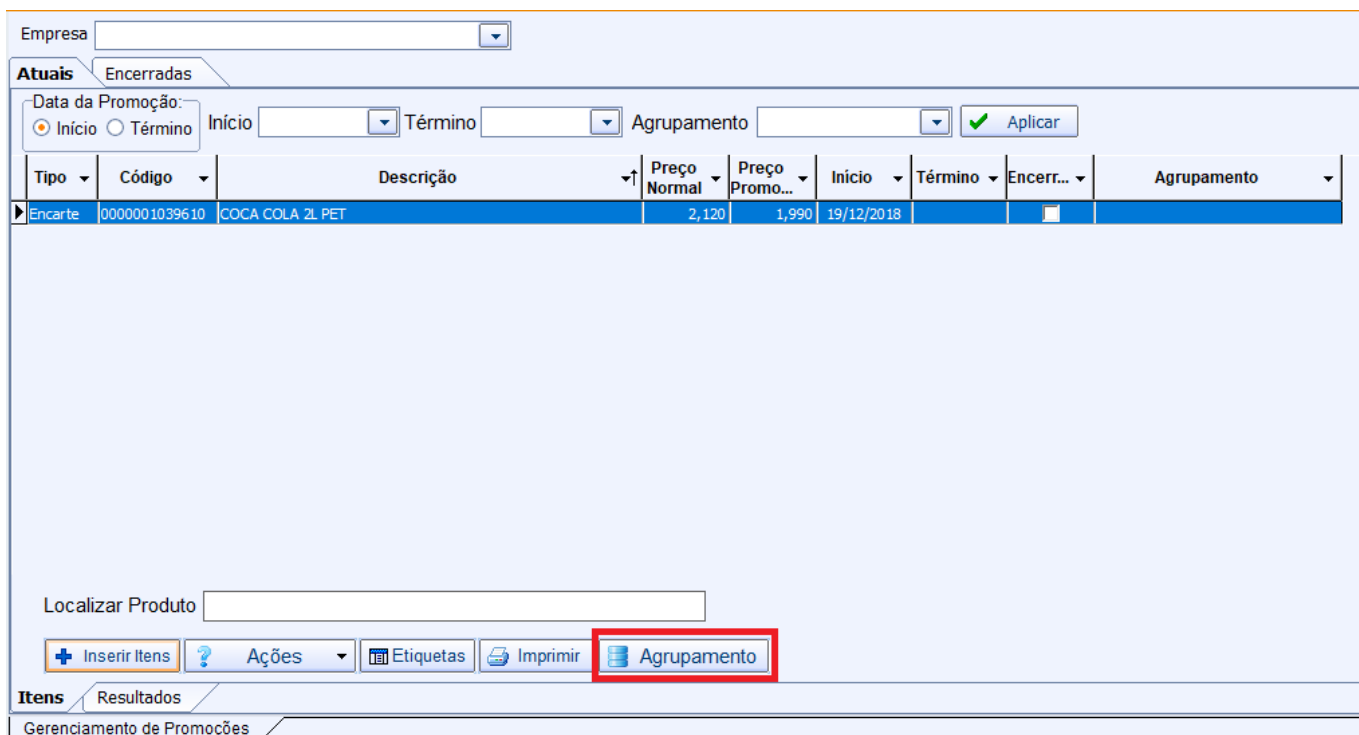 Empresa
Atuais Encerradas
Data da Promoção:
Início Término Início Término Agrupamento Aplicar
Tipo Código Descrição Preço Normal Preço Promo... Início Término Encerr... Agrupamento
Encarte 0000001039610 COCA COLA 2L PET 2,120 1,990 19/12/2018
Localizar Produto
Inserir Itens Ações Etiquetas Imprimir Agrupamento
Itens Resultados
Gerenciamento de Promoções